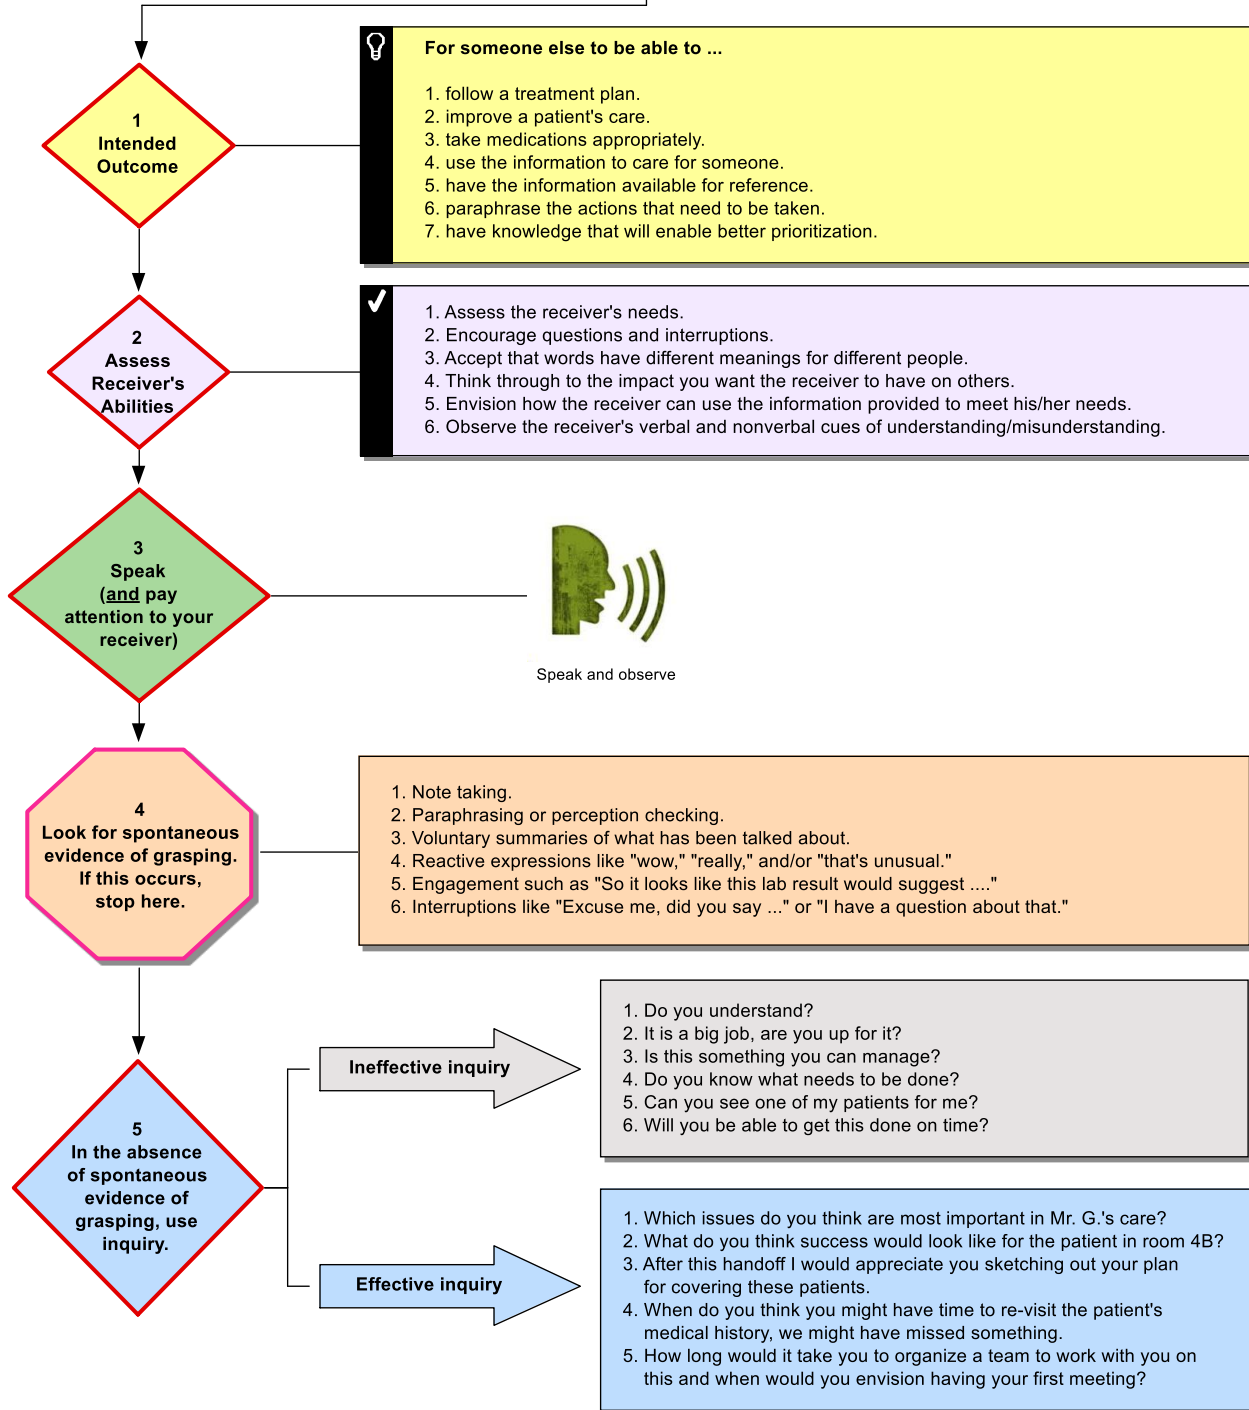 1
Intended
Outcome
For someone else to be able to ...
1. follow a treatment plan.
2. improve a patient's care.
3. take medications appropriately.
4. use the information to care for someone.
5. have the information available for reference.
6. paraphrase the actions that need to be taken.
7. have knowledge that will enable better prioritization.
2
Assess
Receiver's
Abilities
1. Assess the receiver's needs.
2. Encourage questions and interruptions.
3. Accept that words have different meanings for different people.
4. Think through to the impact you want the receiver to have on others.
5. Envision how the receiver can use the information provided to meet his/her needs.
6. Observe the receiver's verbal and nonverbal cues of understanding/misunderstanding.
3
Speak
(and pay
attention to your
receiver)
Speak and observe
4
Look for spontaneous
evidence of grasping.
If this occurs,
stop here.
1. Note taking.
2. Paraphrasing or perception checking.
3. Voluntary summaries of what has been talked about.
4. Reactive expressions like "wow," "really," and/or "that's unusual."
5. Engagement such as "So it looks like this lab result would suggest ...."
6. Interruptions like "Excuse me, did you say ..." or "I have a question about that."
5
In the absence
of spontaneous
evidence of
grasping, use
inquiry.
Ineffective inquiry
1. Do you understand?
2. It is a big job, are you up for it?
3. Is this something you can manage?
4. Do you know what needs to be done?
5. Can you see one of my patients for me?
6. Will you be able to get this done on time?
Effective inquiry
1. Which issues do you think are most important in Mr. G.'s care?
2. What do you think success would look like for the patient in room 4B?
3. After this handoff I would appreciate you sketching out your plan
for covering these patients.
4. When do you think you might have time to re-visit the patient's
medical history, we might have missed something.
5. How long would it take you to organize a team to work with you on
this and when would you envision having your first meeting?